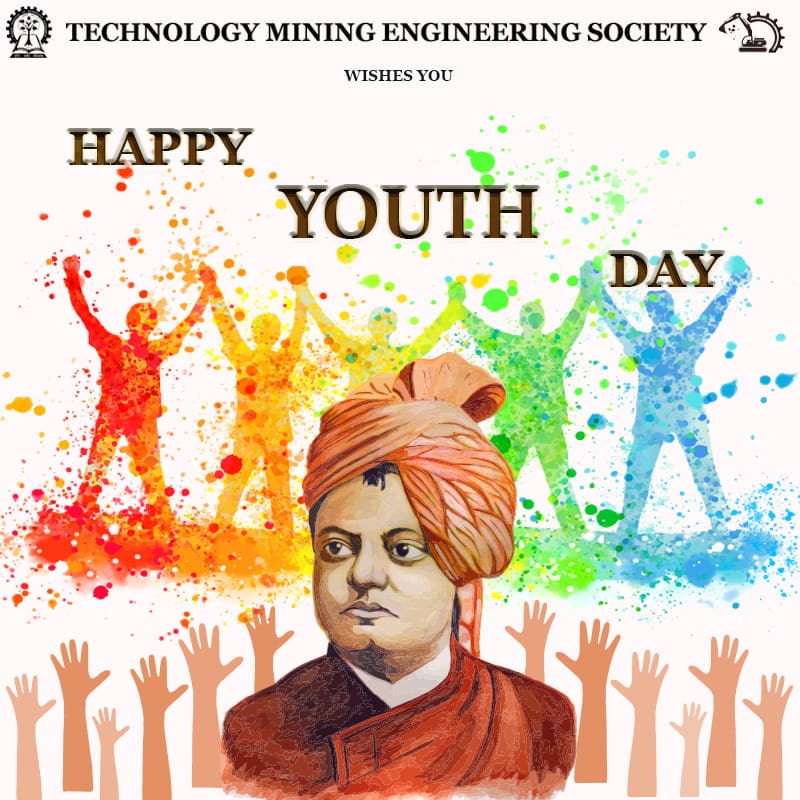 TECHNOLOGY MINING ENGINEERING SOCIETY
WISHES YOU
HAPPY
YOUTH
DAY